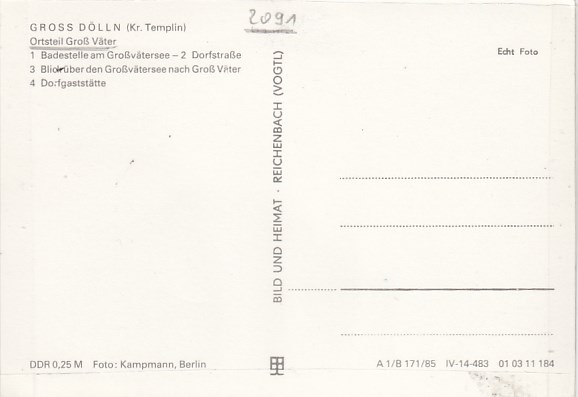 2091
GROSS DÖLLN (Kr. Templin)
Ortsteil Groß Väter
1 Badestelle am Großvätersee – 2 Dorfstraße
3 Blick über den Großvätersee nach Groß Väter
4 Dorfgaststätte
Echt Foto
BILD UND HEIMAT · REICHENBACH (VOGTL)
DDR 0,25 M Foto: Kampmann, Berlin
A 1/B 171/85 IV-14-483 01 03 11 184